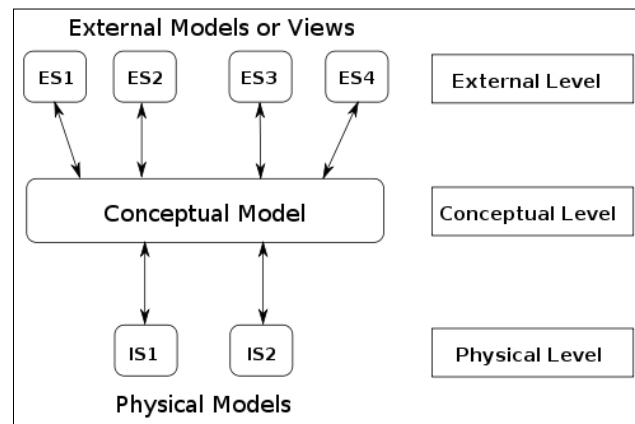 External Models or Views
ES1 ES2 ES3 ES4 External Level
Conceptual Model Conceptual Level
IS1 IS2 Physical Level
Physical Models